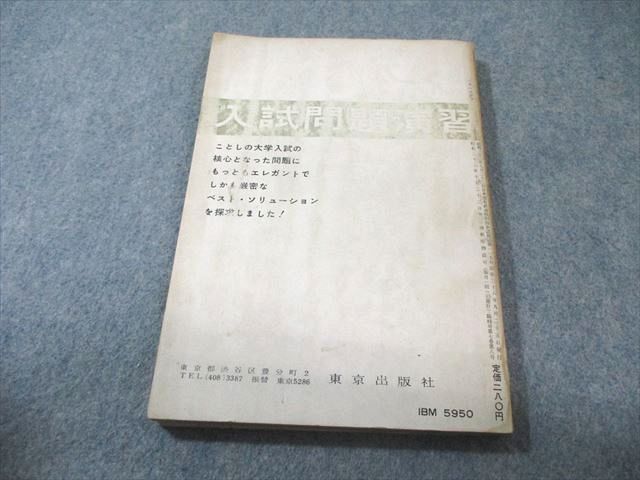 入試問題演習
ことしの大学入試の
核心となった問題に
もっともエレガントで
しかも厳密な
ベスト・ソリューション
を探求しました!
東京都渋谷区豊分町2
TEL(408)3387 振替 東京5286
東京出版社
IBM 5950
定価二八〇円